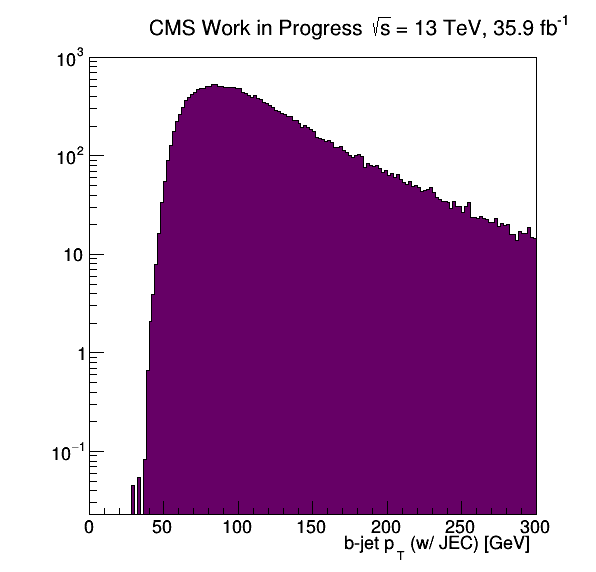 CMS Work in Progress √s = 13 TeV, 35.9 fb⁻¹
10³
10²
10
1
10⁻¹
0 50 100 150 200 250 300
b-jet p_T (w/ JEC) [GeV]